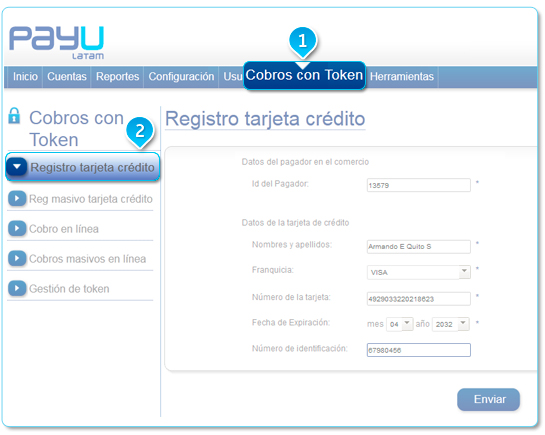 PAYU
LATAM
1
Inicio Cuentas Reportes Configuración Usu Cobros con Token Herramientas
Cobros con
Token
2
Registro tarjeta crédito
Reg masivo tarjeta crédito
Cobro en línea
Cobros masivos en línea
Gestión de token
Registro tarjeta crédito
Datos del pagador en el comercio
Id del Pagador: 13579 *
Datos de la tarjeta de crédito
Nombres y apellidos: Armando E Quito S *
Franquicia: VISA *
Número de la tarjeta: 4929033220218623 *
Fecha de Expiración: mes 04 año 2032 *
Número de identificación: 67980456
Enviar